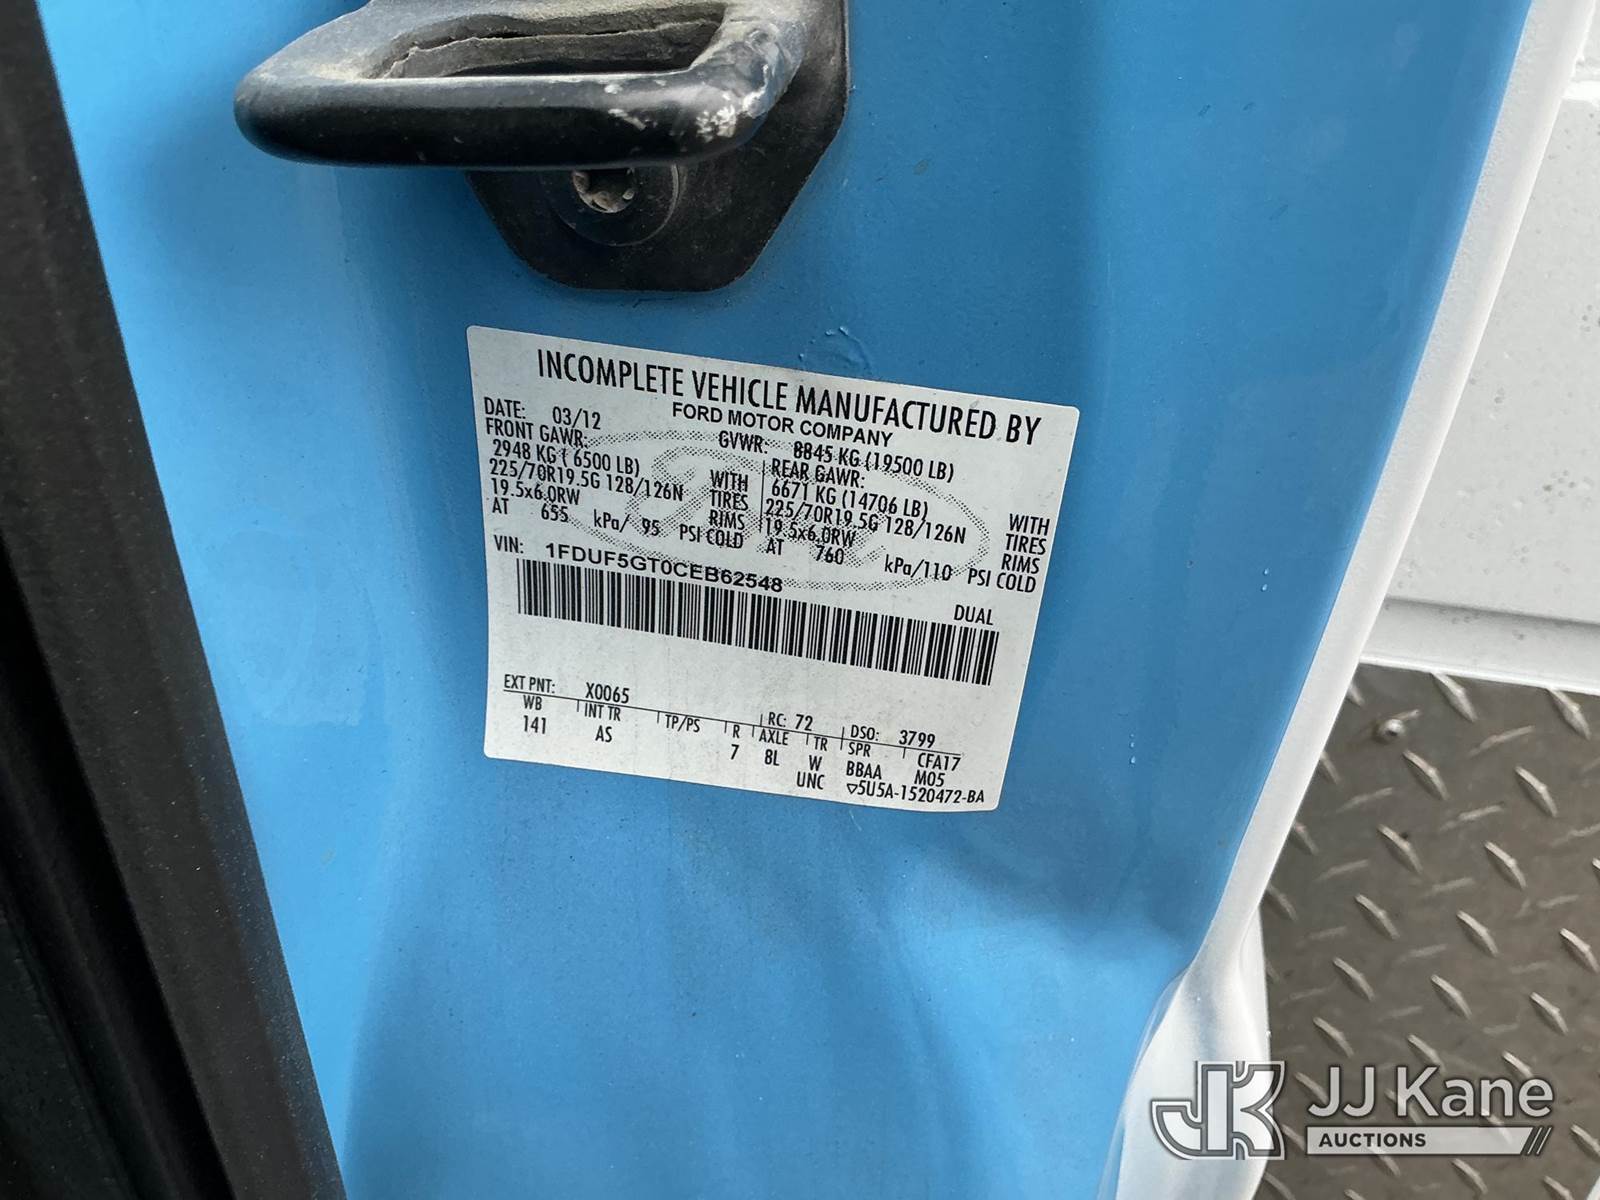 INCOMPLETE VEHICLE MANUFACTURED BY
FORD MOTOR COMPANY
DATE: 03/12 GVWR: 8845 KG (19500 LB)
FRONT GAWR: REAR GAWR:
2948 KG ( 6500 LB) WITH 6671 KG (14706 LB) WITH
225/70R19.5G 128/126N TIRES 225/70R19.5G 128/126N TIRES
19.5x6.0RW RIMS 19.5x6.0RW RIMS
AT 655 kPa/ 95 PSI COLD AT 760 kPa/110 PSI COLD
VIN: 1FDUF5GT0CEB62548
DUAL
EXT PNT: X0065 RC: 72 DSO: 3799
WB INT TR TP/PS R AXLE TR SPR CFA17
141 AS 7 8L W BBAA M05
UNC ▽5U5A-1520472-BA
JK JJ Kane
AUCTIONS